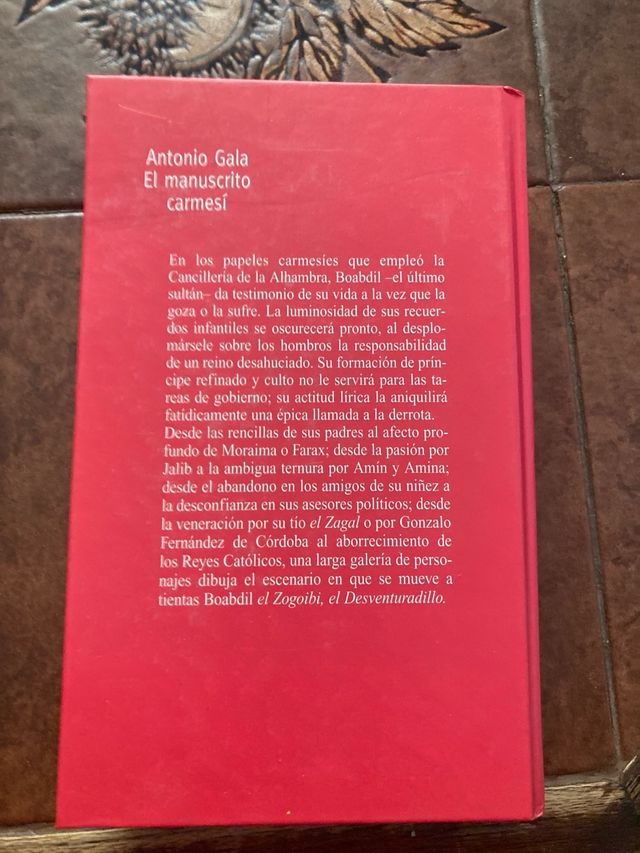 Antonio Gala
El manuscrito
carmesí
En los papeles carmesíes que empleó la
Cancillería de la Alhambra, Boabdil –el último
sultán– da testimonio de su vida a la vez que la
goza o la sufre. La luminosidad de sus recuer-
dos infantiles se oscurecerá pronto, al desplo-
mársele sobre los hombros la responsabilidad
de un reino desahuciado. Su formación de prín-
cipe refinado y culto no le servirá para las ta-
reas de gobierno; su actitud lírica la aniquilirá
fatídicamente una épica llamada a la derrota.
Desde las rencillas de sus padres al afecto pro-
fundo de Moraima o Farax; desde la pasión por
Jalib a la ambigua ternura por Amín y Amina;
desde el abandono en los amigos de su niñez a
la desconfianza en sus asesores políticos; desde
la veneración por su tío el Zagal o por Gonzalo
Fernández de Córdoba al aborrecimiento de
los Reyes Católicos, una larga galería de perso-
najes dibuja el escenario en que se mueve a
tientas Boabdil el Zogoibi, el Desventuradillo.